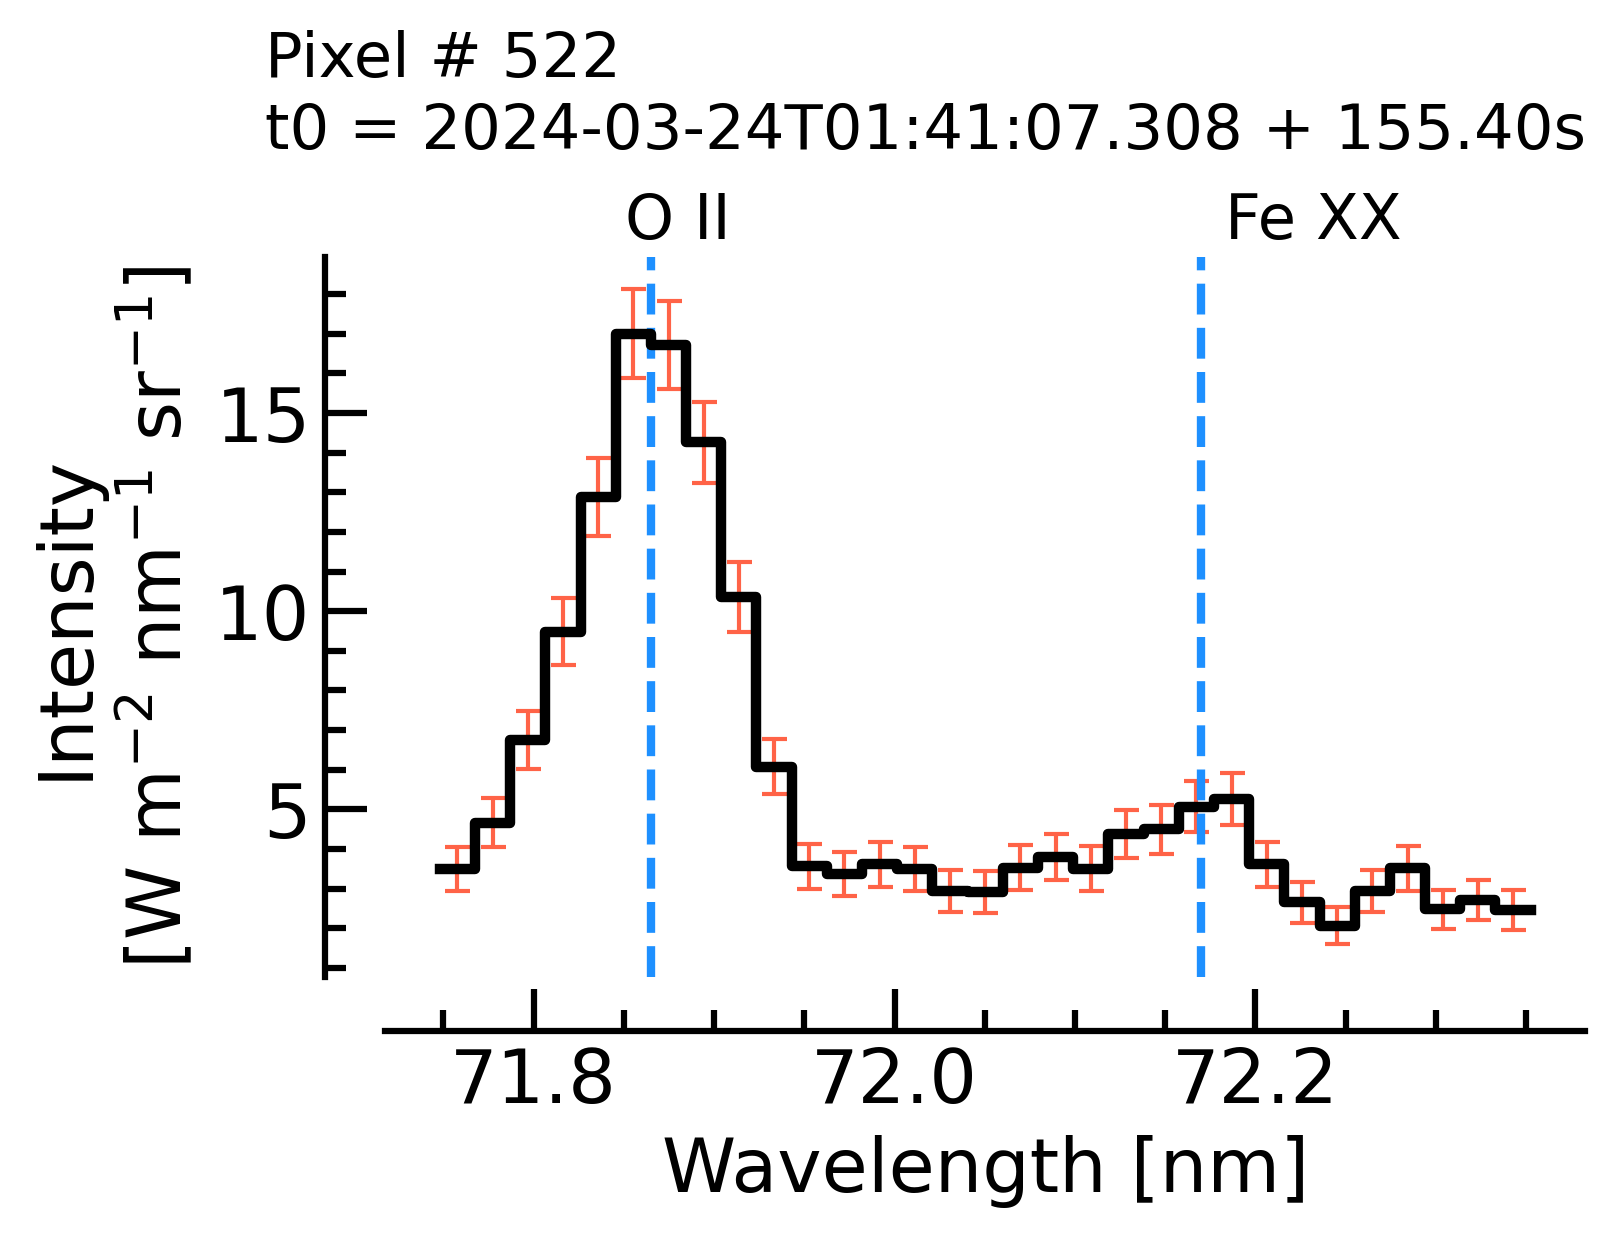 Pixel # 522
t0 = 2024-03-24T01:41:07.308 + 155.40s
O II
Fe XX
Intensity
[W m⁻² nm⁻¹ sr⁻¹]
15
10
5
71.8
72.0
72.2
Wavelength [nm]